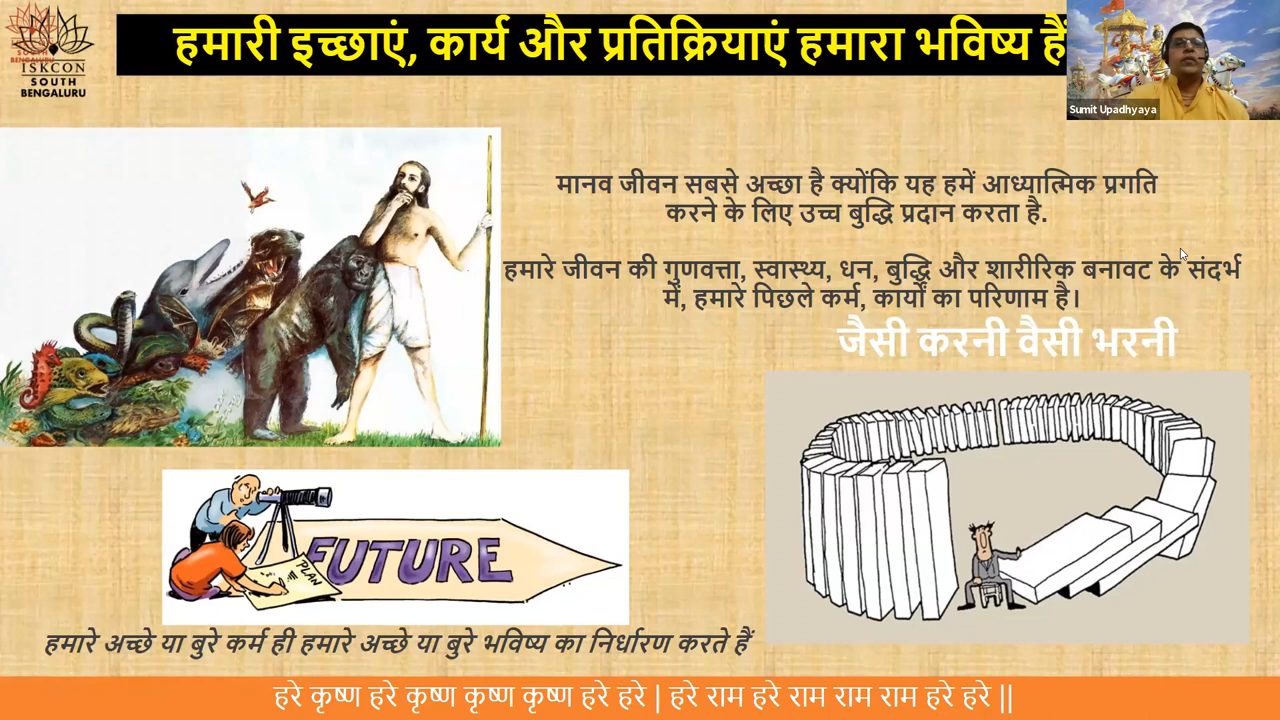 हमारी इच्छाएं, कार्य और प्रतिक्रियाएं हमारा भविष्य हैं
ISKCON
SOUTH
BENGALURU
Sumit Upadhyaya
मानव जीवन सबसे अच्छा है क्योंकि यह हमें आध्यात्मिक प्रगति
करने के लिए उच्च बुद्धि प्रदान करता है.
हमारे जीवन की गुणवत्ता, स्वास्थ्य, धन, बुद्धि और शारीरिक बनावट के संदर्भ
में, हमारे पिछले कर्म, कार्यों का परिणाम है।
जैसी करनी वैसी भरनी
FUTURE
PLAN
हमारे अच्छे या बुरे कर्म ही हमारे अच्छे या बुरे भविष्य का निर्धारण करते हैं
हरे कृष्ण हरे कृष्ण कृष्ण कृष्ण हरे हरे | हरे राम हरे राम राम राम हरे हरे ||